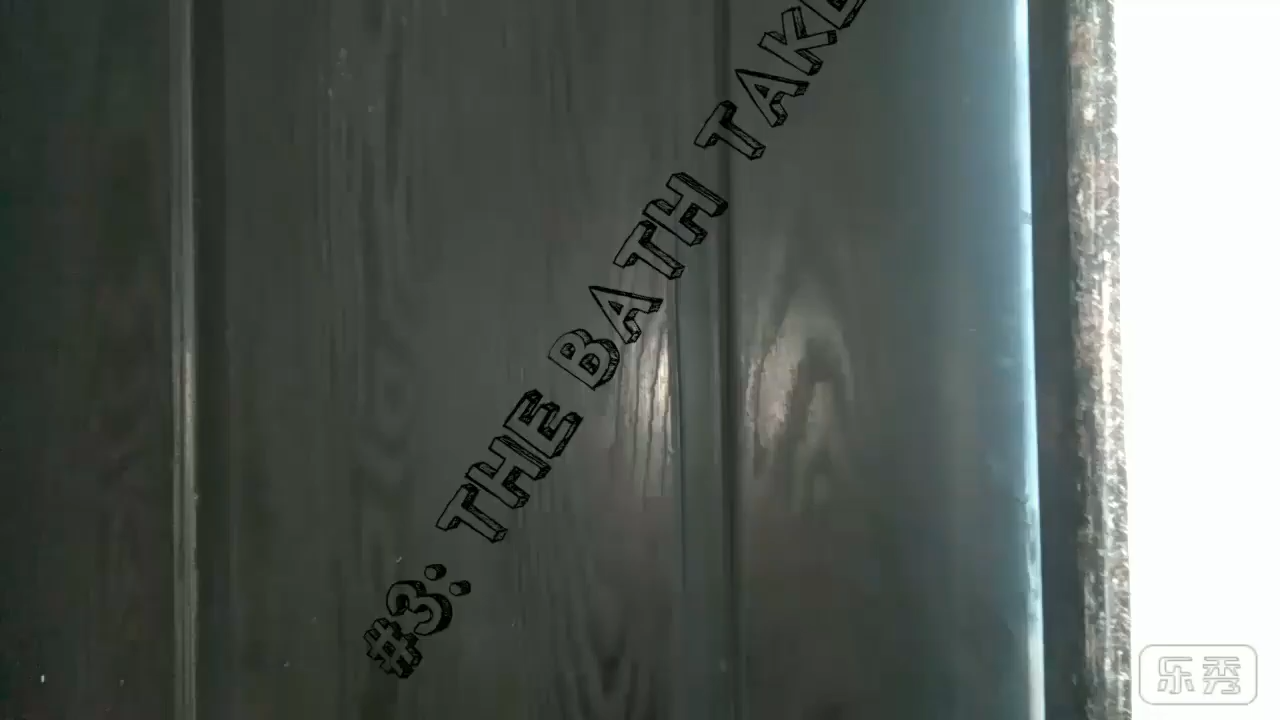 #3: THE BATH TAKE
乐秀